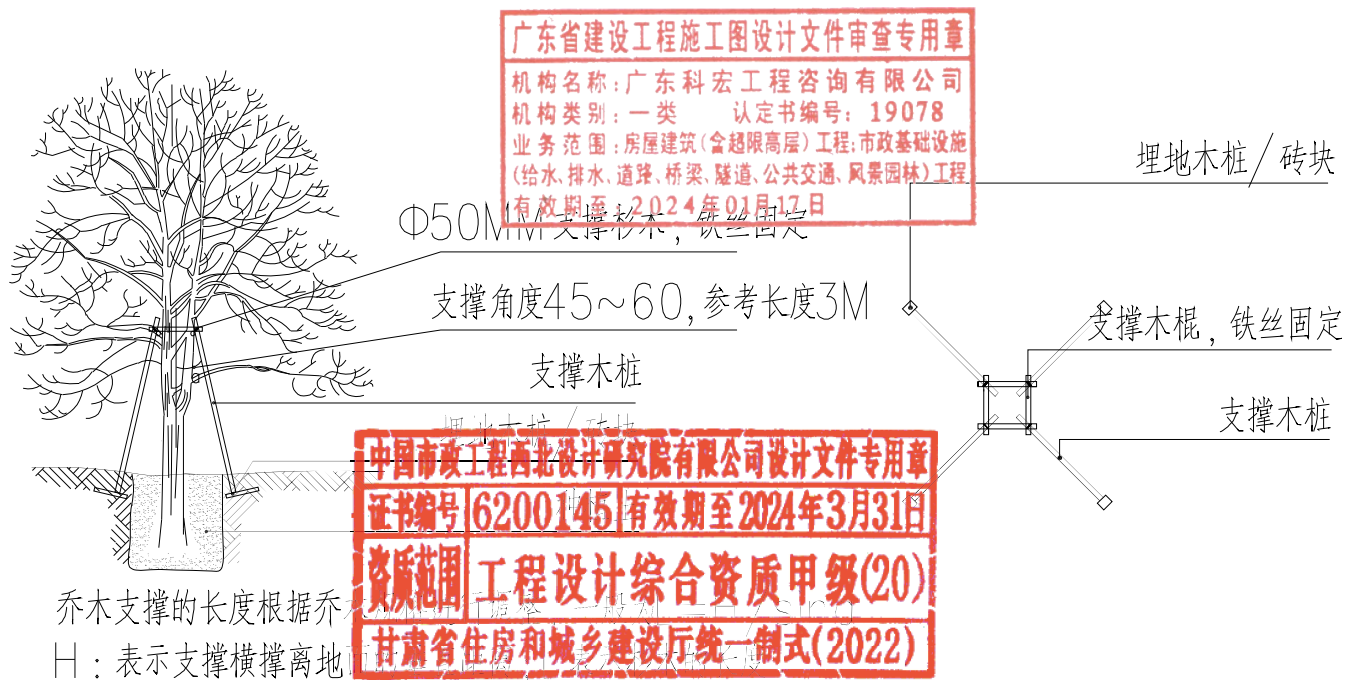 广东省建设工程施工图设计文件审查专用章
机构名称：广东科宏工程咨询有限公司
机构类别：一类 认定书编号：19078
业务范围：房屋建筑（含超限高层）工程；市政基础设施
（给水、排水、道路、桥梁、隧道、公共交通、风景园林）工程
有效期至：2024年01月17日
Φ50MM支撑杉木，铁丝固定
支撑角度45~60，参考长度3M
支撑木桩
埋地木桩/砖块
埋地木桩/砖块
支撑木棍，铁丝固定
支撑木桩
中国市政工程西北设计研究院有限公司设计文件专用章
证书编号 6200145 有效期至2024年3月31日
资质范围 工程设计综合资质甲级(20)
甘肃省住房和城乡建设厅统一制式(2022)
乔木支撑的长度根据乔
H：表示支撑横撑离地